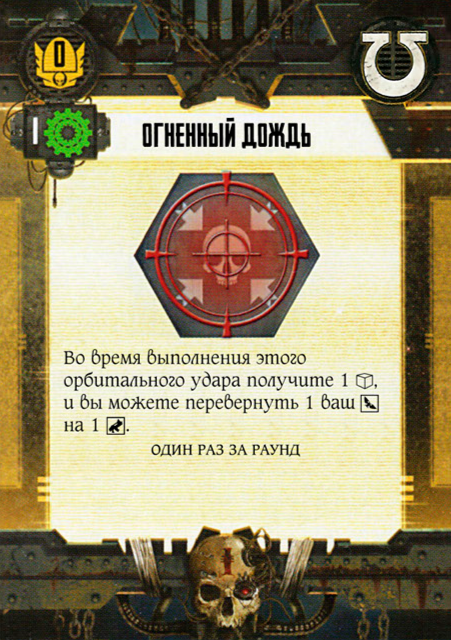 0
I
ОГНЕННЫЙ ДОЖДЬ
Во время выполнения этого
орбитального удара получите 1 ,
и вы можете перевернуть 1 ваш
на 1 .
ОДИН РАЗ ЗА РАУНД
I